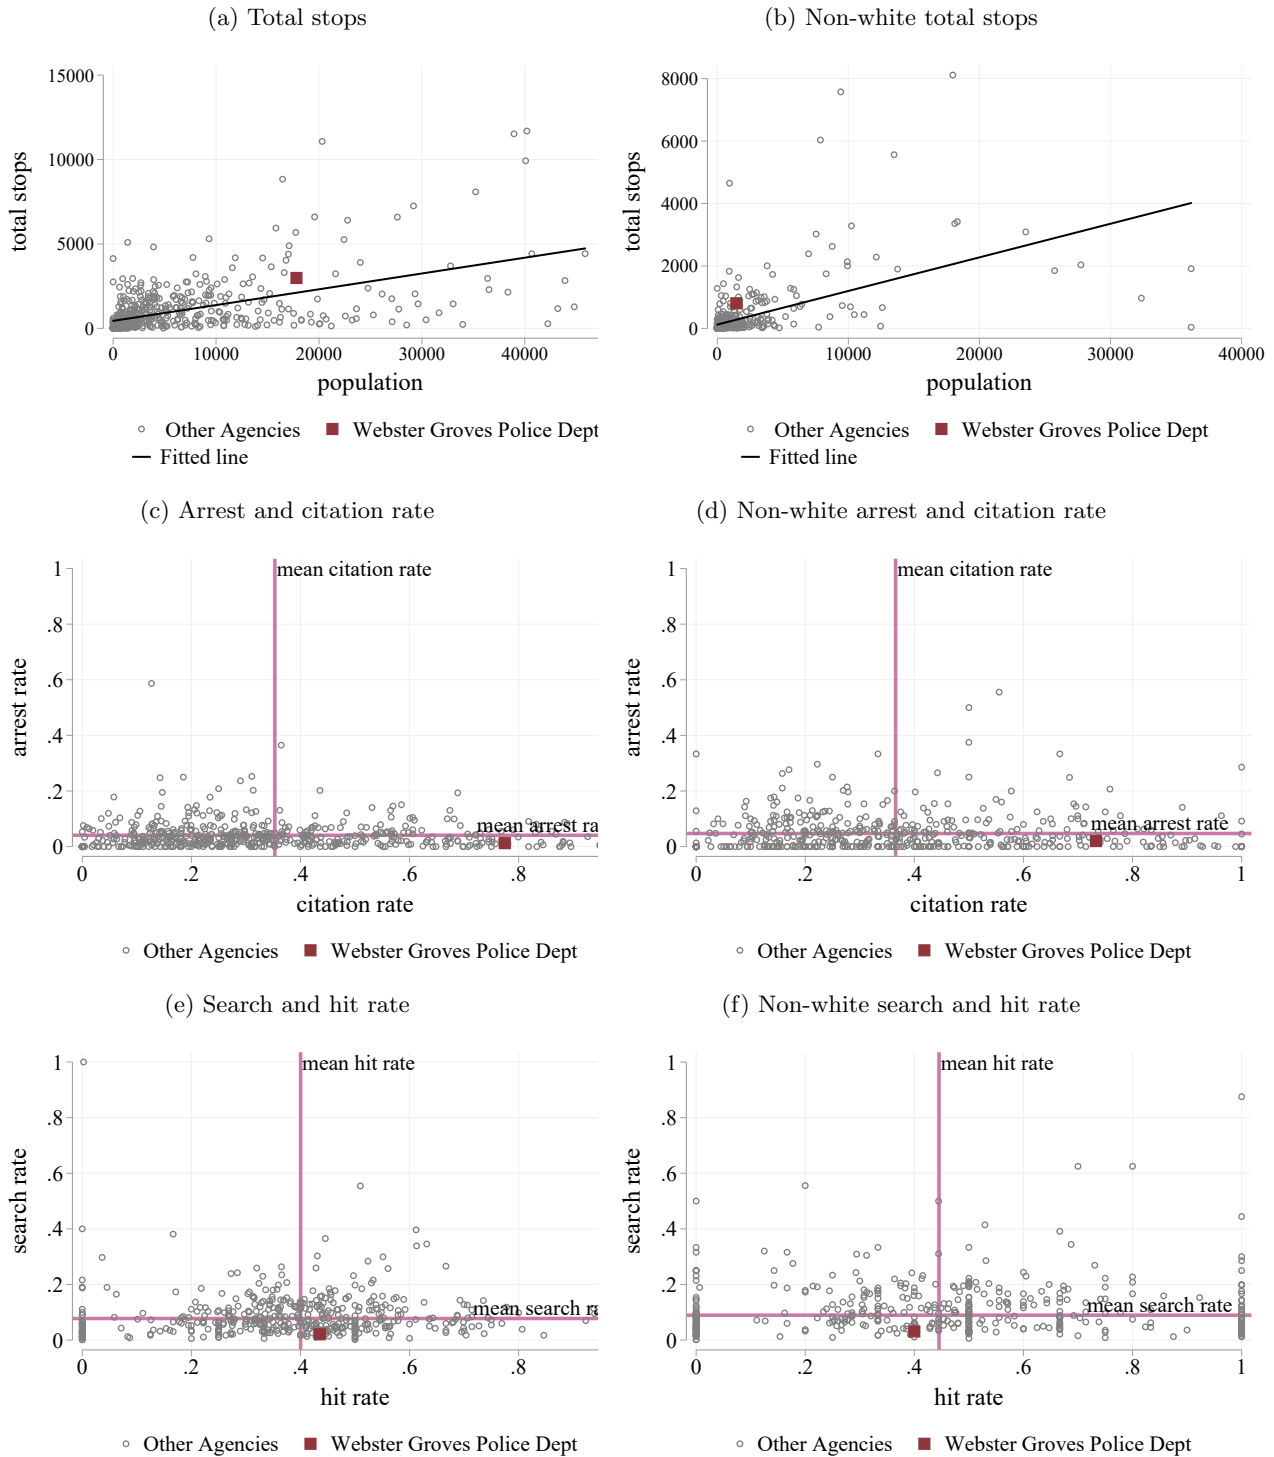 (a) Total stops
(b) Non-white total stops
total stops
15000
10000
5000
0
0 10000 20000 30000 40000
population
Other Agencies Webster Groves Police Dept
Fitted line
total stops
8000
6000
4000
2000
0
0 10000 20000 30000 40000
population
Other Agencies Webster Groves Police Dept
Fitted line
(c) Arrest and citation rate
(d) Non-white arrest and citation rate
arrest rate
1
.8
.6
.4
.2
0
mean citation rate
mean arrest ra
0 .2 .4 .6 .8
citation rate
Other Agencies Webster Groves Police Dept
arrest rate
1
.8
.6
.4
.2
0
mean citation rate
mean arrest rate
0 .2 .4 .6 .8 1
citation rate
Other Agencies Webster Groves Police Dept
(e) Search and hit rate
(f) Non-white search and hit rate
search rate
1
.8
.6
.4
.2
0
mean hit rate
mean search ra
0 .2 .4 .6 .8
hit rate
Other Agencies Webster Groves Police Dept
search rate
1
.8
.6
.4
.2
0
mean hit rate
mean search rate
0 .2 .4 .6 .8 1
hit rate
Other Agencies Webster Groves Police Dept